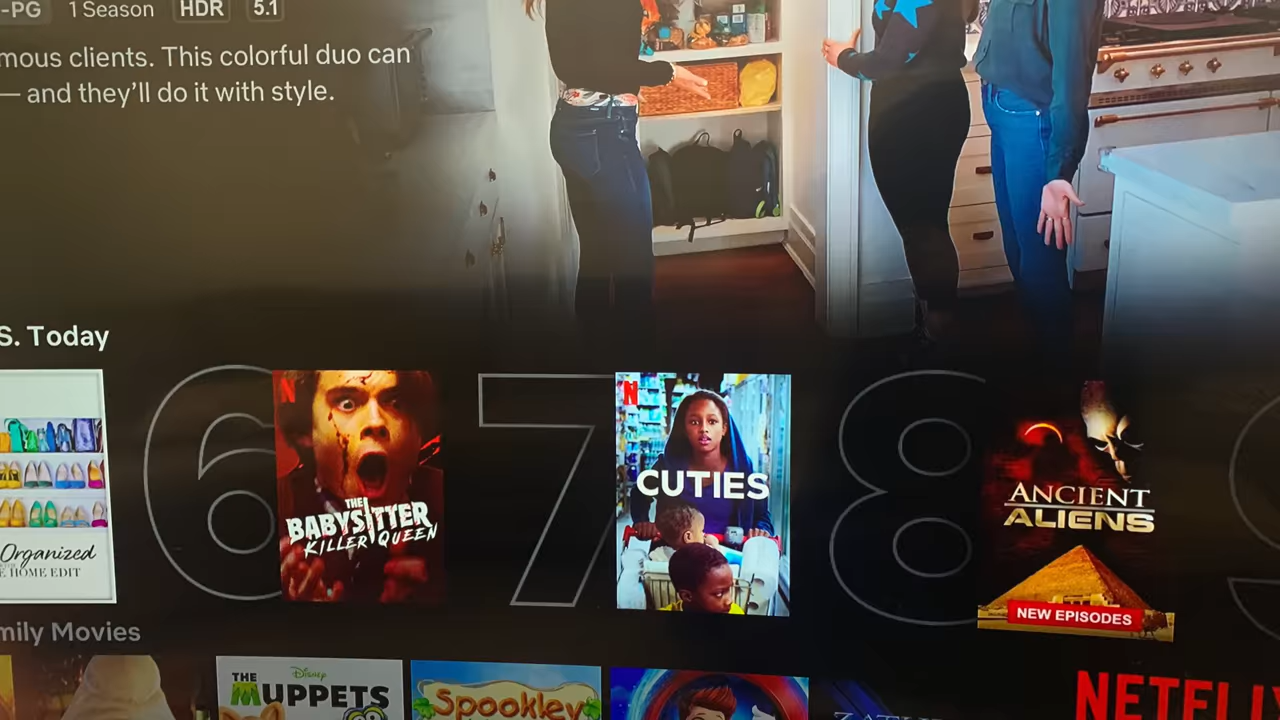 -PG 1 Season HDR 5.1
mous clients. This colorful duo can
— and they'll do it with style.
S. Today
6 7 8 9
Organized
E HOME EDIT
N
THE
BABYSITTER
KILLER QUEEN
N
CUTIES
ANCIENT
ALIENS
NEW EPISODES
mily Movies
THE
Disney
MUPPETS
Spookley
NETFLI